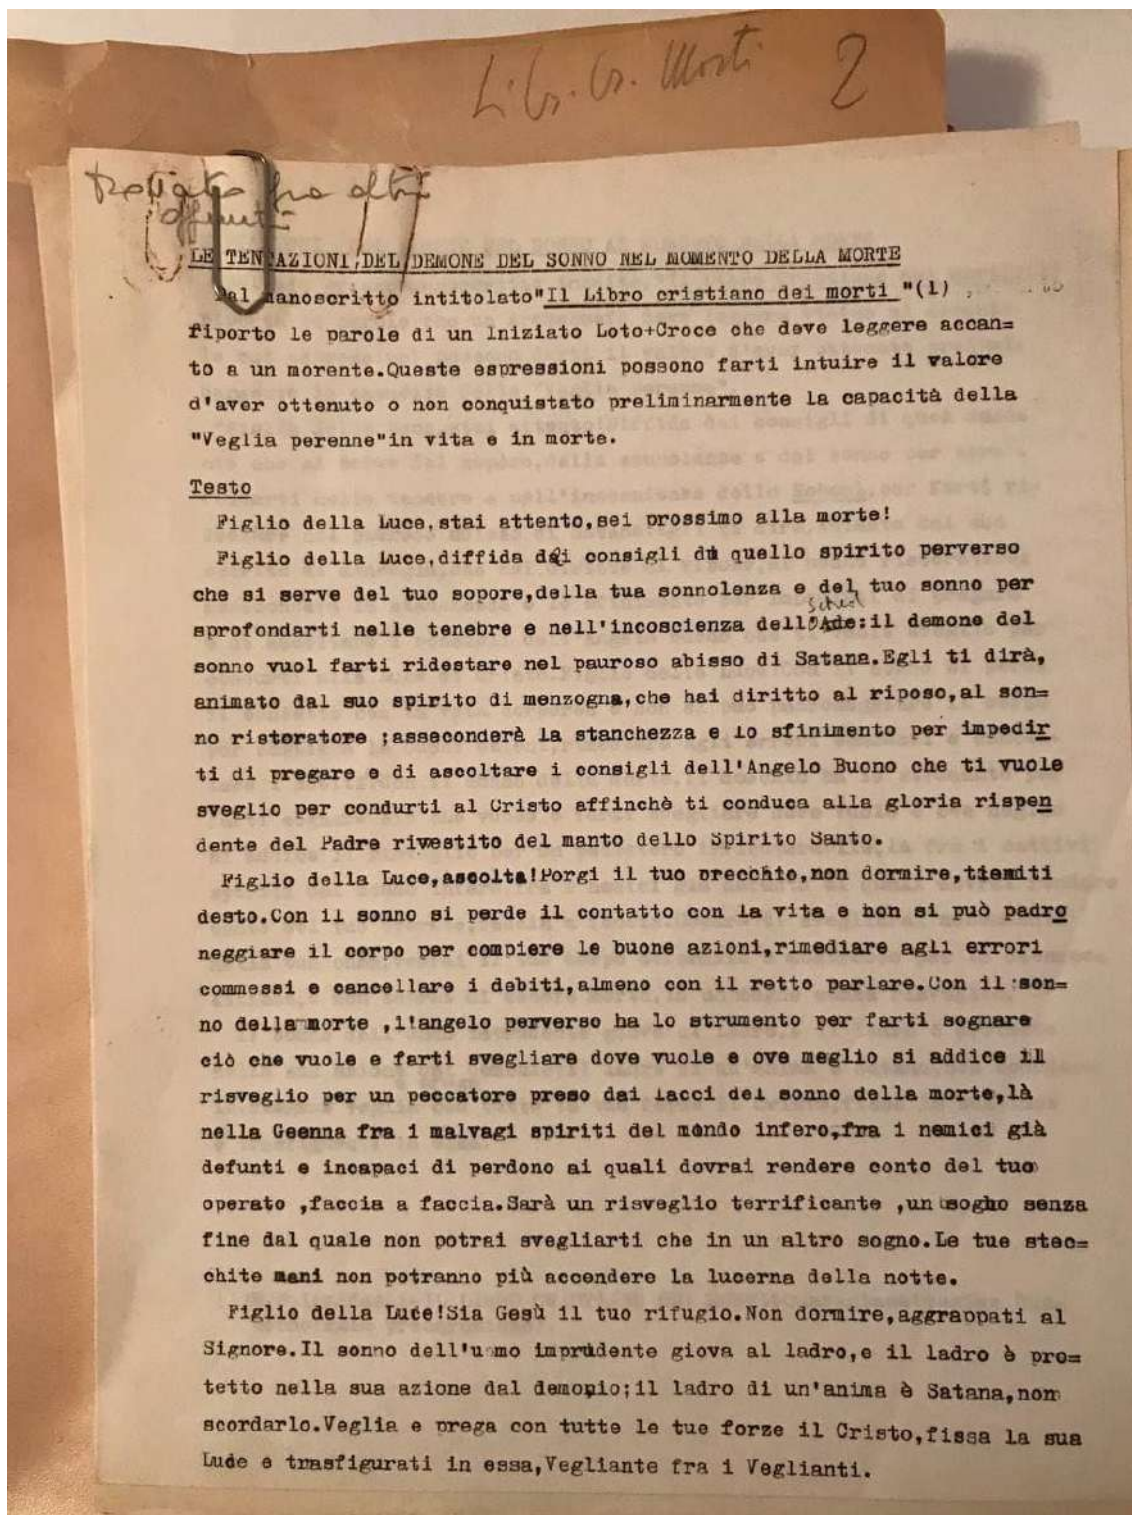 Libr. Cr. Morti 2
fra altri
LE TENTAZIONI DEL DEMONE DEL SONNO NEL MOMENTO DELLA MORTE
Dal manoscritto intitolato"Il Libro cristiano dei morti "(1) ,
riporto le parole di un Iniziato Loto+Croce che deve leggere accan=
to a un morente.Queste espressioni possono farti intuire il valore
d'aver ottenuto o non conquistato preliminarmente la capacità della
"Veglia perenne"in vita e in morte.
Testo
Figlio della Luce,stai attento,sei prossimo alla morte!
Figlio della Luce,diffida dei consigli di quello spirito perverso
che si serve del tuo sopore,della tua sonnolenza e del tuo sonno per
Scheol
sprofondarti nelle tenebre e nell'incoscienza dell'Ade:il demone del
sonno vuol farti ridestare nel pauroso abisso di Satana.Egli ti dirà,
animato dal suo spirito di menzogna,che hai diritto al riposo,al son=
no ristoratore ;asseconderà la stanchezza e lo sfinimento per impedir
ti di pregare e di ascoltare i consigli dell'Angelo Buono che ti vuole
sveglio per condurti al Cristo affinchè ti conduca alla gloria rispen
dente del Padre rivestito del manto dello Spirito Santo.
Figlio della Luce,ascolta!Porgi il tuo orecchio,non dormire,tieniti
desto.Con il sonno si perde il contatto con la vita e non si può padro
neggiare il corpo per compiere le buone azioni,rimediare agli errori
commessi e cancellare i debiti,almeno con il retto parlare.Con il son=
no della morte ,l'angelo perverso ha lo strumento per farti sognare
ciò che vuole e farti svegliare dove vuole e ove meglio si addice il
risveglio per un peccatore preso dai lacci del sonno della morte,là
nella Geenna fra i malvagi spiriti del mondo infero,fra i nemici già
defunti e incapaci di perdono ai quali dovrai rendere conto del tuo
operato ,faccia a faccia.Sarà un risveglio terrificante ,un sogno senza
fine dal quale non potrai svegliarti che in un altro sogno.Le tue stec=
chite mani non potranno più accendere la lucerna della notte.
Figlio della Luce!Sia Gesù il tuo rifugio.Non dormire,aggrappati al
Signore.Il sonno dell'uomo imprudente giova al ladro,e il ladro è pro=
tetto nella sua azione dal demonio;il ladro di un'anima è Satana,non
scordarlo.Veglia e prega con tutte le tue forze il Cristo,fissa la sua
Luce e trasfigurati in essa,Vegliante fra i Veglianti.